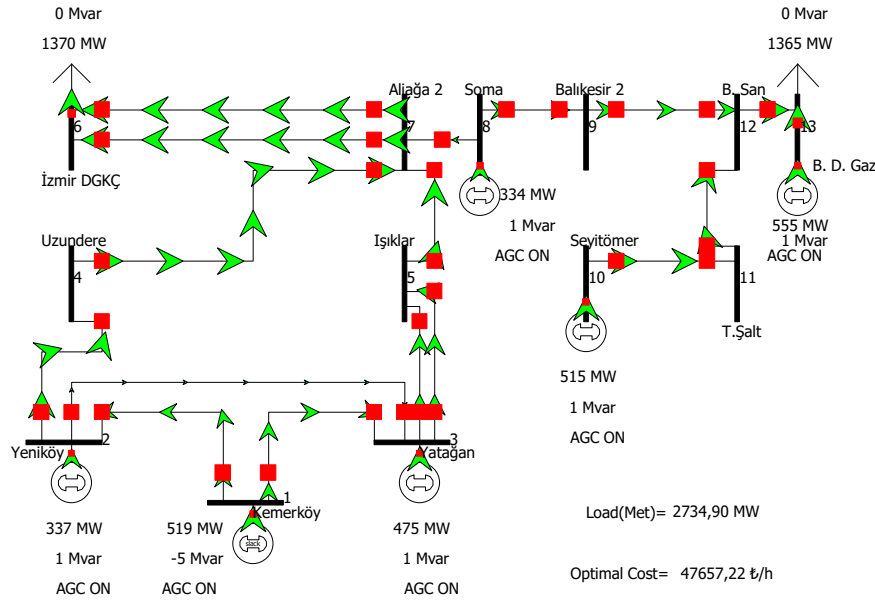 0 Mvar
1370 MW
0 Mvar
1365 MW
Aliağa 2
Soma
Balıkesir 2
B. San
6
7
8
9
12
13
İzmir DGKÇ
B. D. Gaz
334 MW
1 Mvar
AGC ON
555 MW
1 Mvar
AGC ON
Uzundere
Işıklar
Seyitömer
4
5
10
11
T.Şalt
515 MW
1 Mvar
AGC ON
Yeniköy
2
3
Yatağan
1
Kemerköy
slack
337 MW
1 Mvar
AGC ON
519 MW
-5 Mvar
AGC ON
475 MW
1 Mvar
AGC ON
Load(Met)= 2734,90 MW
Optimal Cost= 47657,22 ₺/h